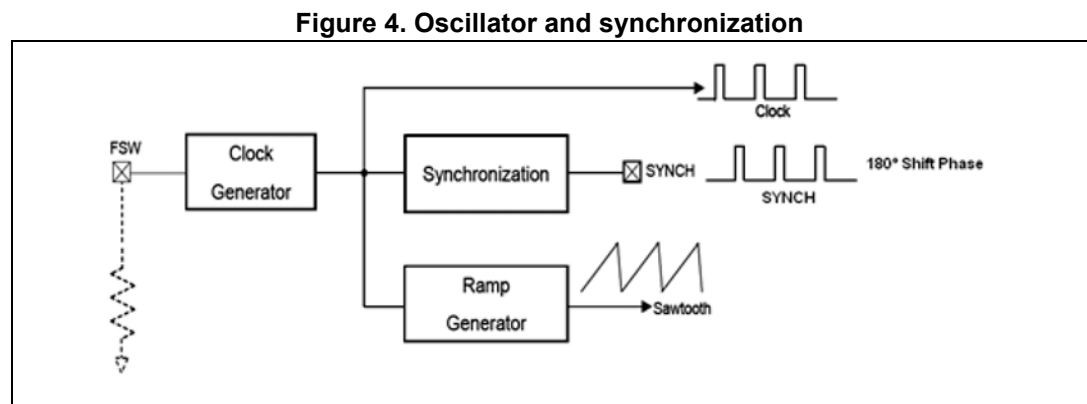 Figure 4. Oscillator and synchronization
Clock
FSW
Clock
Generator
Synchronization
SYNCH
180° Shift Phase
SYNCH
Ramp
Generator
Sawtooth